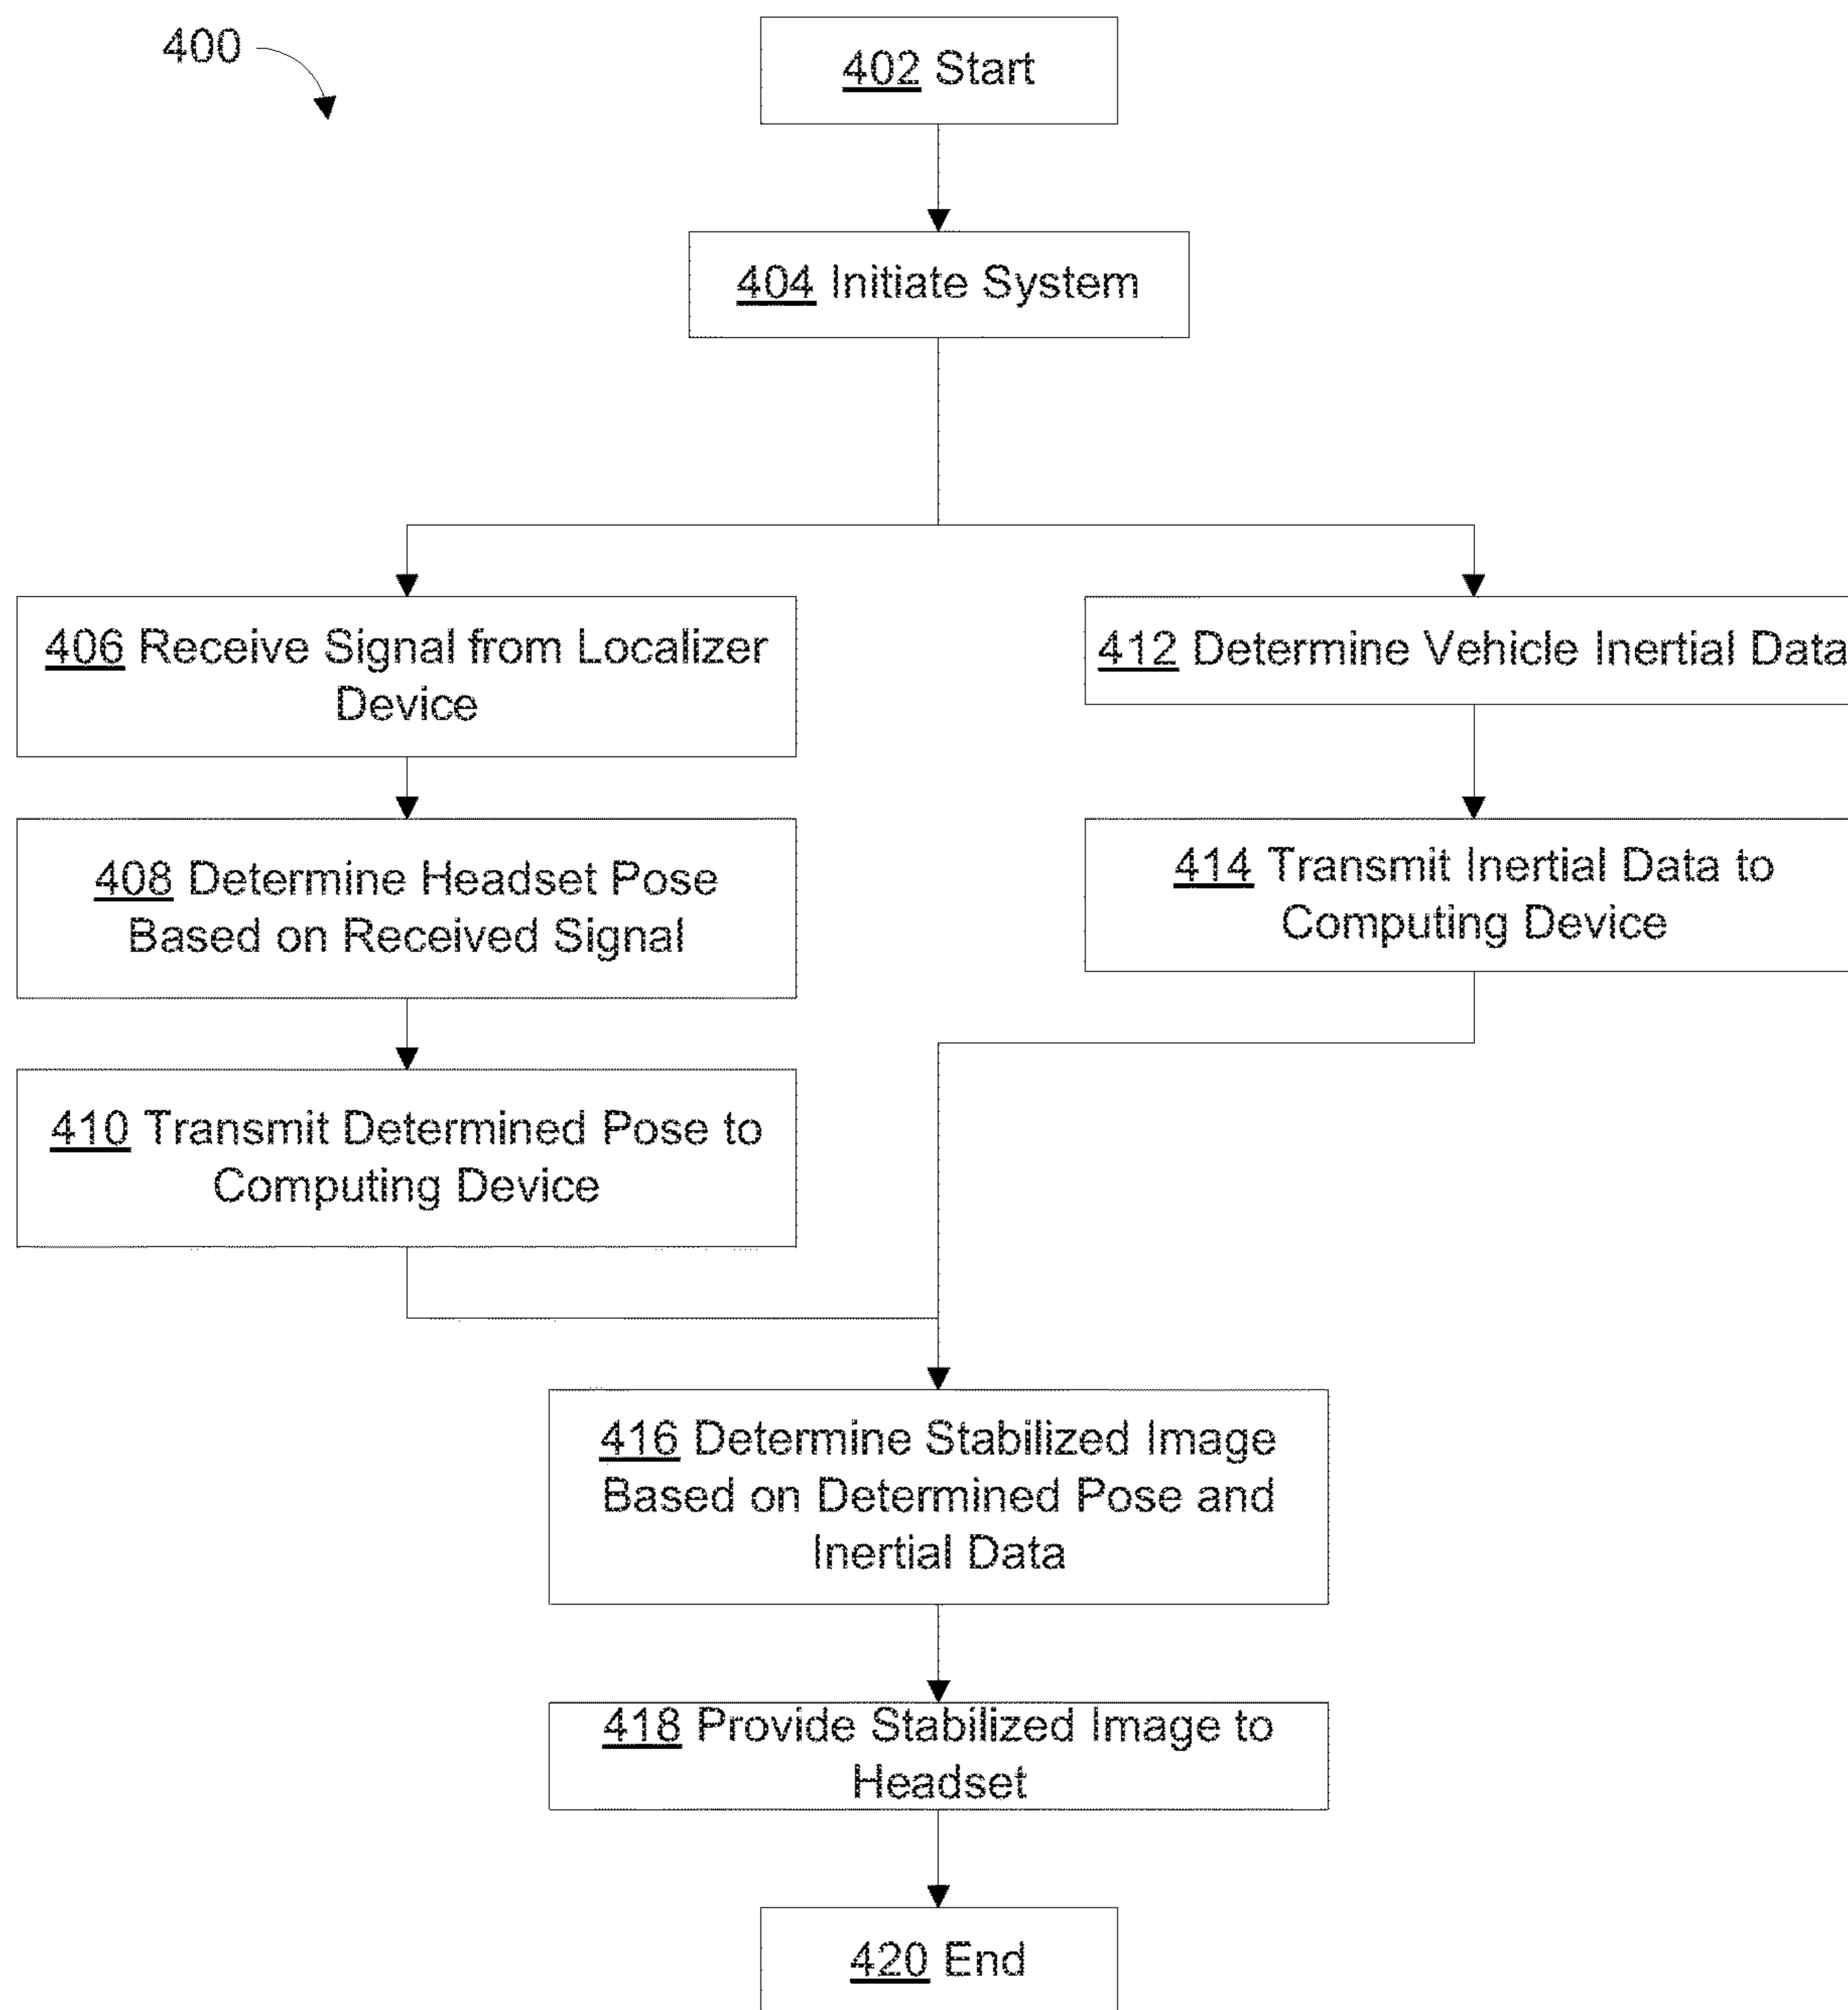 400
402 Start
404 Initiate System
406 Receive Signal from Localizer
Device
412 Determine Vehicle Inertial Data
408 Determine Headset Pose
Based on Received Signal
414 Transmit Inertial Data to
Computing Device
410 Transmit Determined Pose to
Computing Device
416 Determine Stabilized Image
Based on Determined Pose and
Inertial Data
418 Provide Stabilized Image to
Headset
420 End